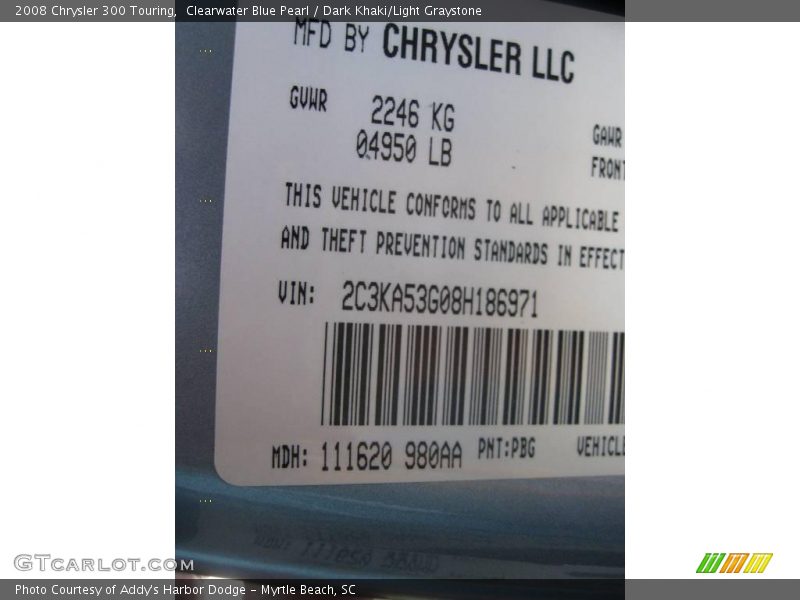 2008 Chrysler 300 Touring,  Clearwater Blue Pearl / Dark Khaki/Light Graystone
MFD BY CHRYSLER LLC
GVWR 2246 KG
04950 LB
GAWR
FRONT
THIS VEHICLE CONFORMS TO ALL APPLICABLE
AND THEFT PREVENTION STANDARDS IN EFFECT
VIN: 2C3KA53G08H186971
MDH: 111620 980AA PNT:PBG VEHICLE
GTcarlot.com
Photo Courtesy of Addy's Harbor Dodge - Myrtle Beach, SC